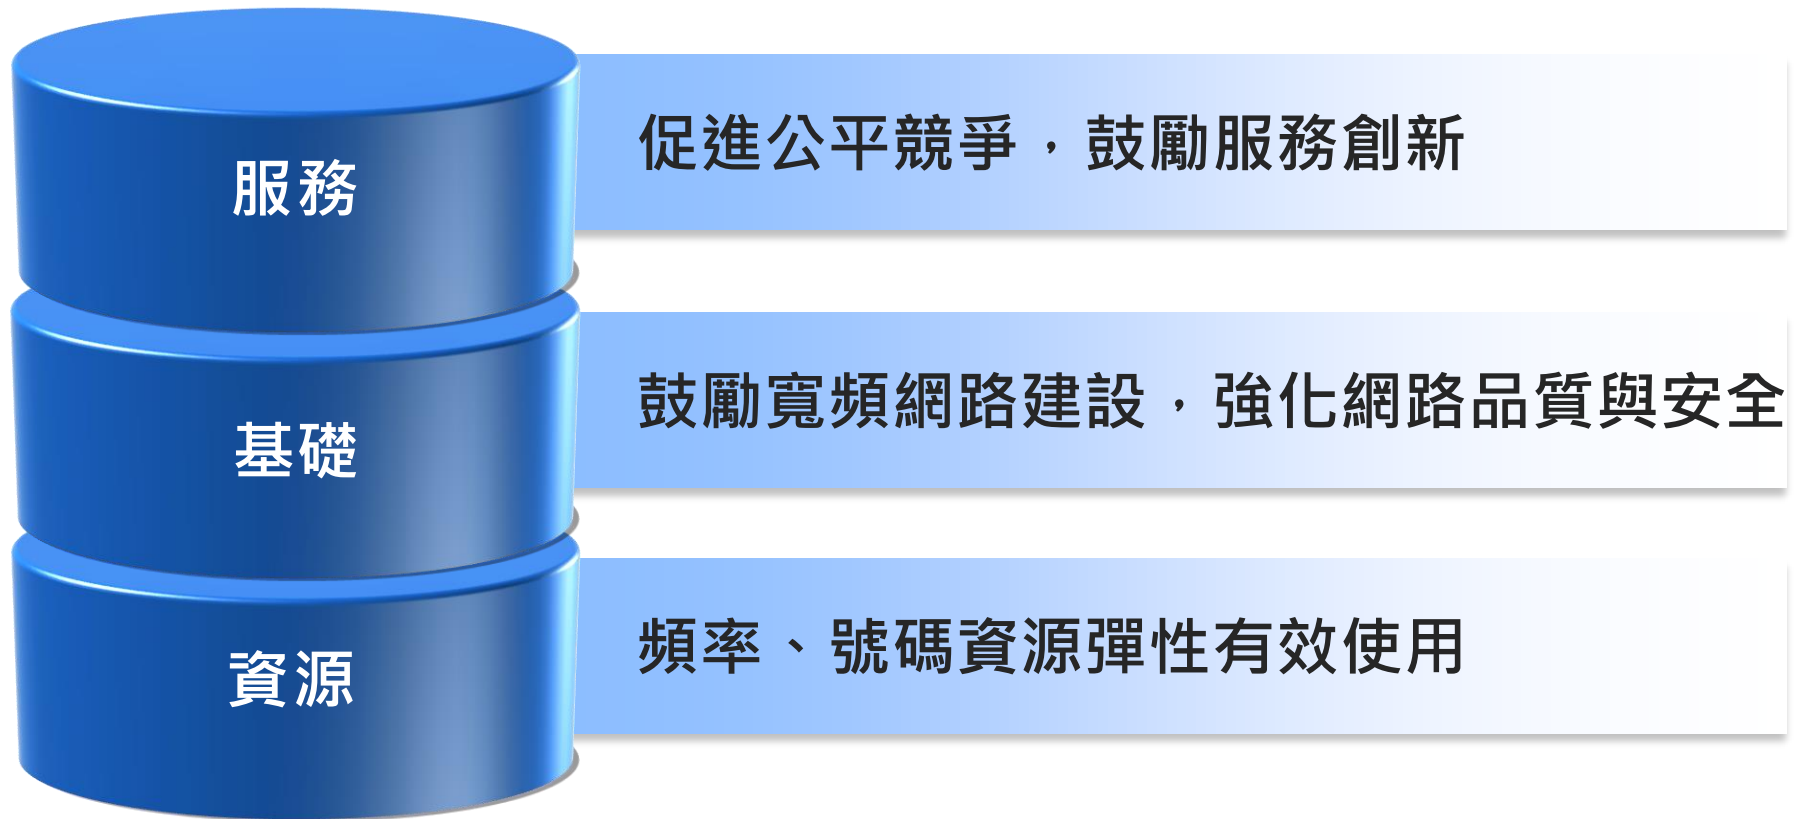 服務
促進公平競爭，鼓勵服務創新
基礎
鼓勵寬頻網路建設，強化網路品質與安全
資源
頻率、號碼資源彈性有效使用